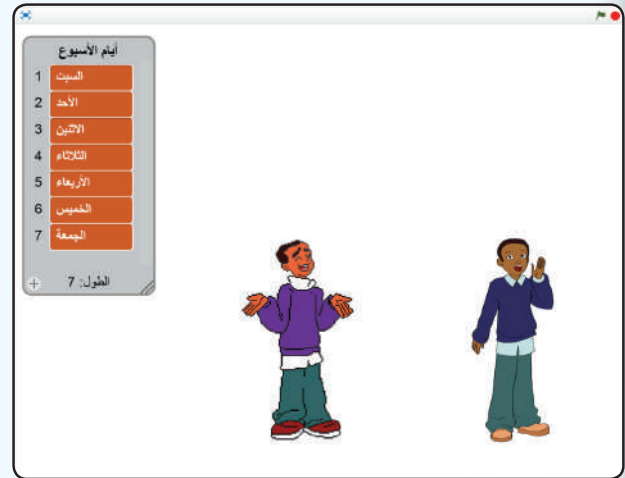 أيام الأسبوع
1 السبت
2 الأحد
3 الاثنين
4 الثلاثاء
5 الأربعاء
6 الخميس
7 الجمعة
+ الطول: 7